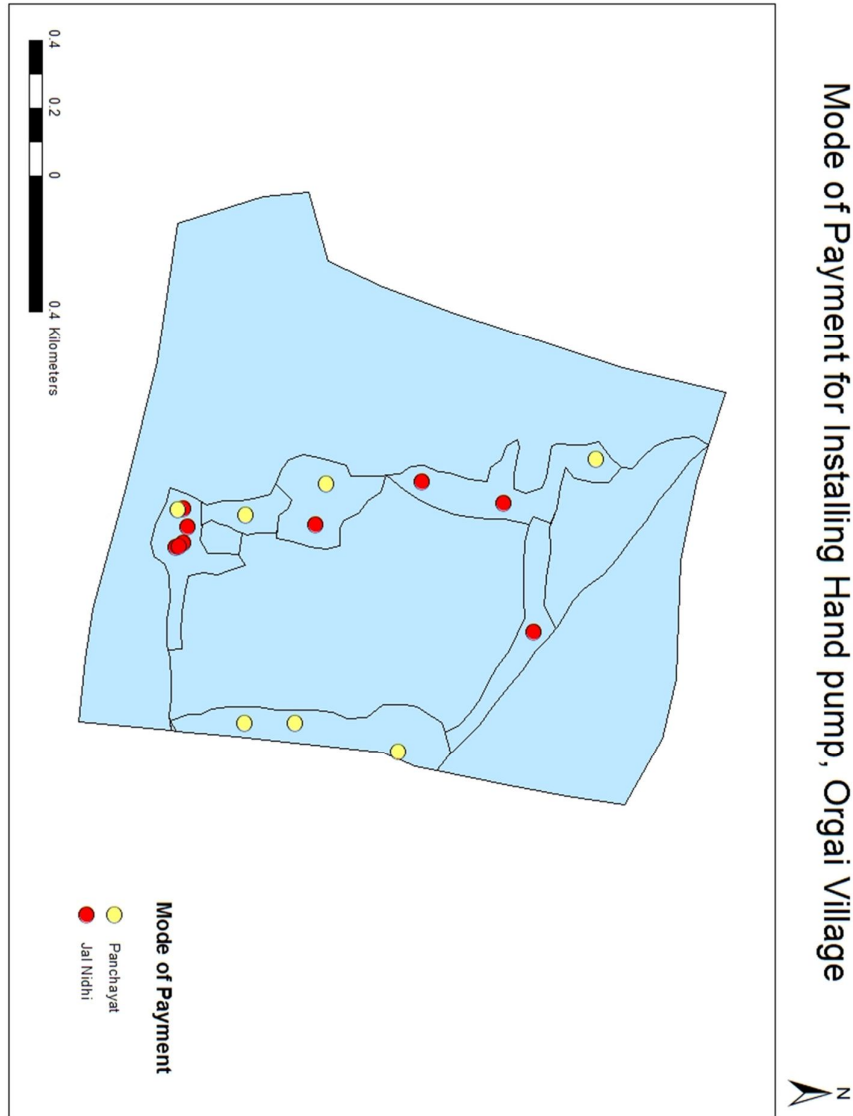 Mode of Payment for Installing Hand pump, Orgai Village
N
0.4 0.2 0 0.4 Kilometers
Mode of Payment
Panchayat
Jal Nidhi